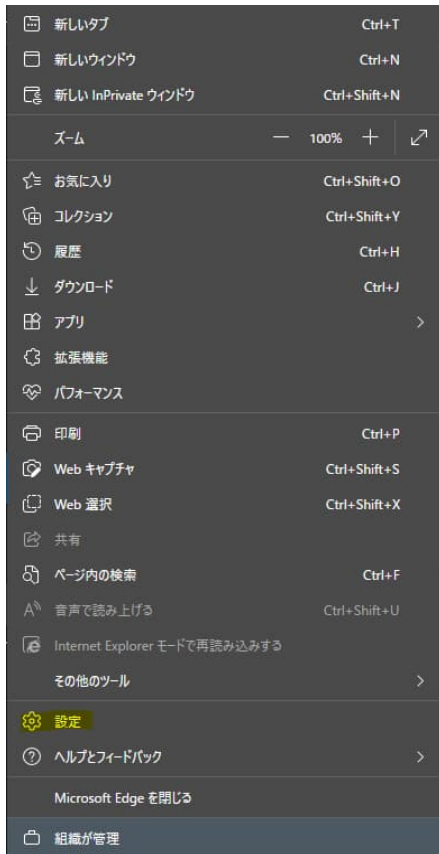 新しいタブ Ctrl+T
新しいウィンドウ Ctrl+N
新しい InPrivate ウィンドウ Ctrl+Shift+N
ズーム — 100% +
お気に入り Ctrl+Shift+O
コレクション Ctrl+Shift+Y
履歴 Ctrl+H
ダウンロード Ctrl+J
アプリ
拡張機能
パフォーマンス
印刷 Ctrl+P
Web キャプチャ Ctrl+Shift+S
Web 選択 Ctrl+Shift+X
共有
ページ内の検索 Ctrl+F
音声で読み上げる Ctrl+Shift+U
Internet Explorer モードで再読み込みする
その他のツール
設定
ヘルプとフィードバック
Microsoft Edge を閉じる
組織が管理